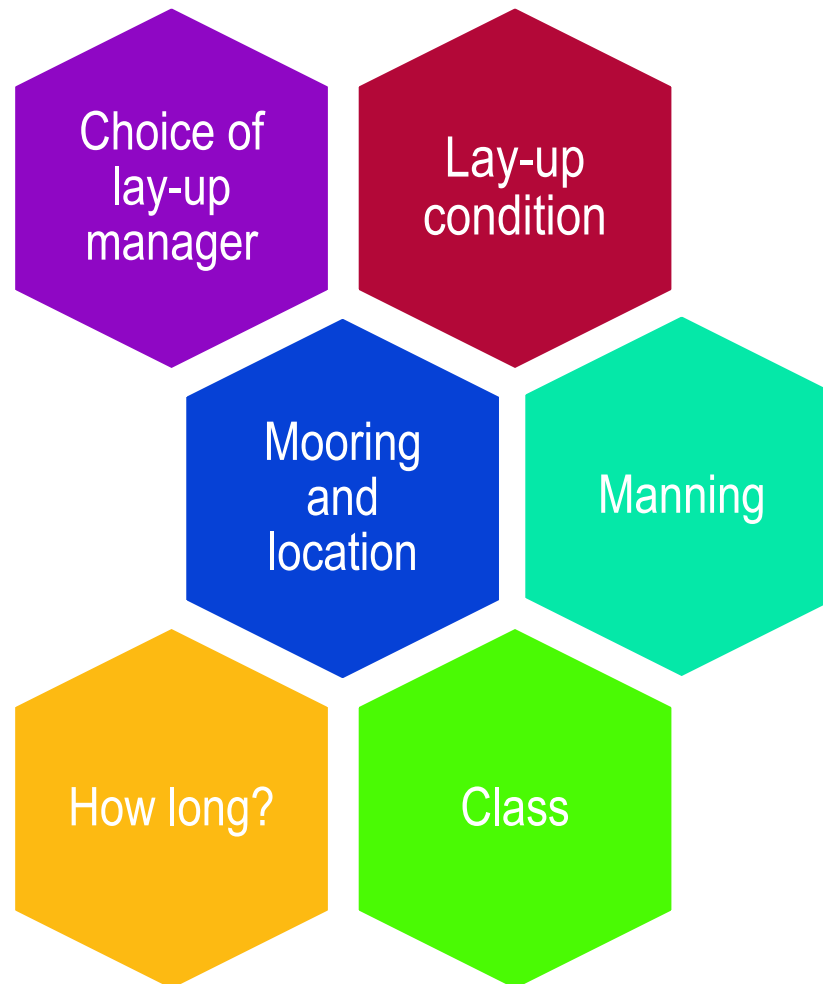 Choice of
lay-up
manager
Lay-up
condition
Mooring
and
location
Manning
How long?
Class